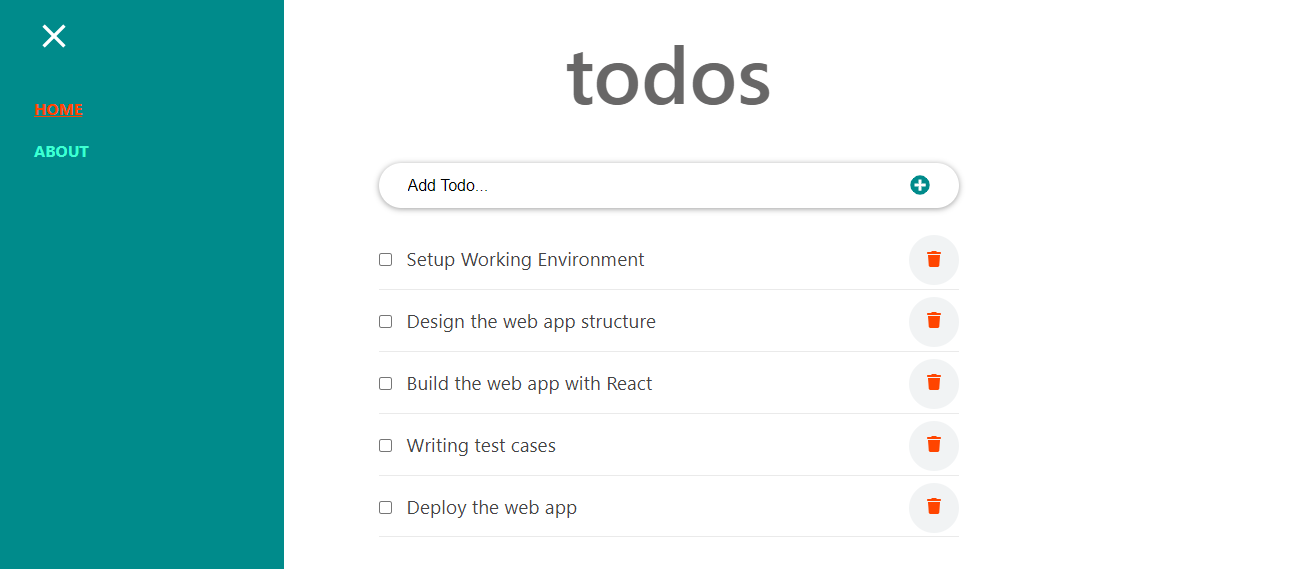 HOME
ABOUT
todos
Add Todo...
Setup Working Environment
Design the web app structure
Build the web app with React
Writing test cases
Deploy the web app